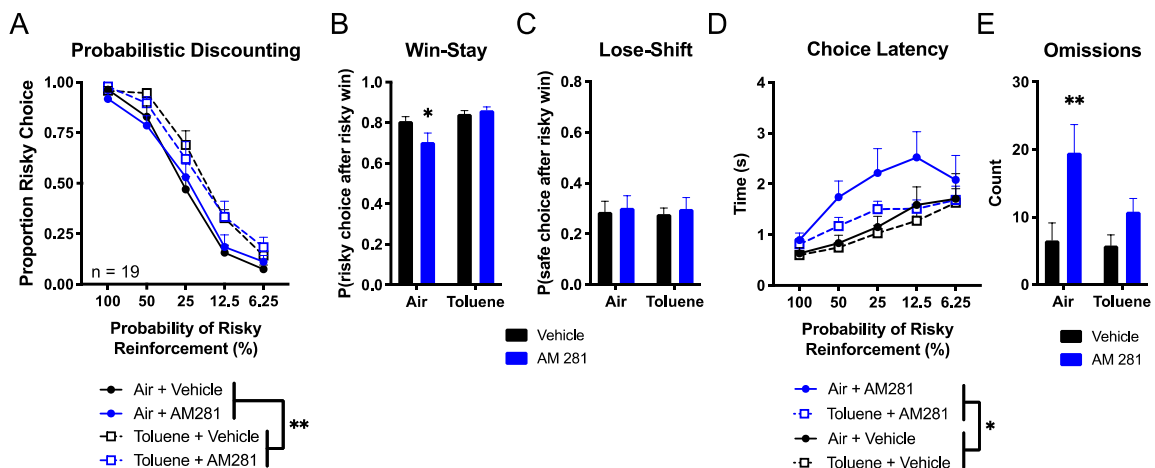 A
Probabilistic Discounting
Proportion Risky Choice
1.00
0.75
0.50
0.25
0.00
n = 19
100 50 25 12.5 6.25
Probability of Risky
Reinforcement (%)
Air + Vehicle
Air + AM281
Toluene + Vehicle
Toluene + AM281
**
B
Win-Stay
P(risky choice after risky win)
1.0
0.8
0.6
0.4
0.2
0.0
*
Air Toluene
C
Lose-Shift
P(safe choice after risky win)
0.8
0.6
0.4
0.2
0.0
Air Toluene
Vehicle
AM 281
D
Choice Latency
Time (s)
4
3
2
1
0
100 50 25 12.5 6.25
Probability of Risky
Reinforcement (%)
Air + AM281
Toluene + AM281
Air + Vehicle
Toluene + Vehicle
*
E
Omissions
Count
30
20
10
0
**
Air Toluene
Vehicle
AM 281